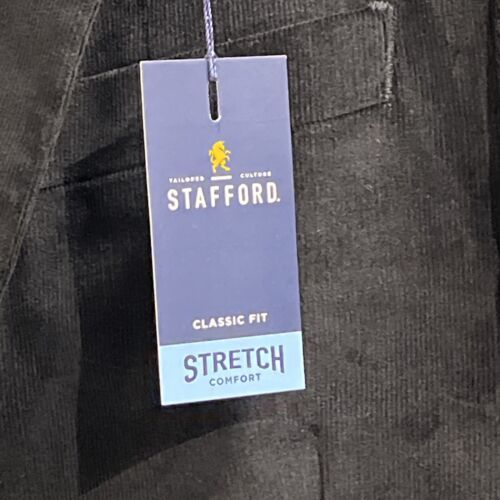 TAILORED CULTURE
STAFFORD.
CLASSIC FIT
STRETCH
COMFORT